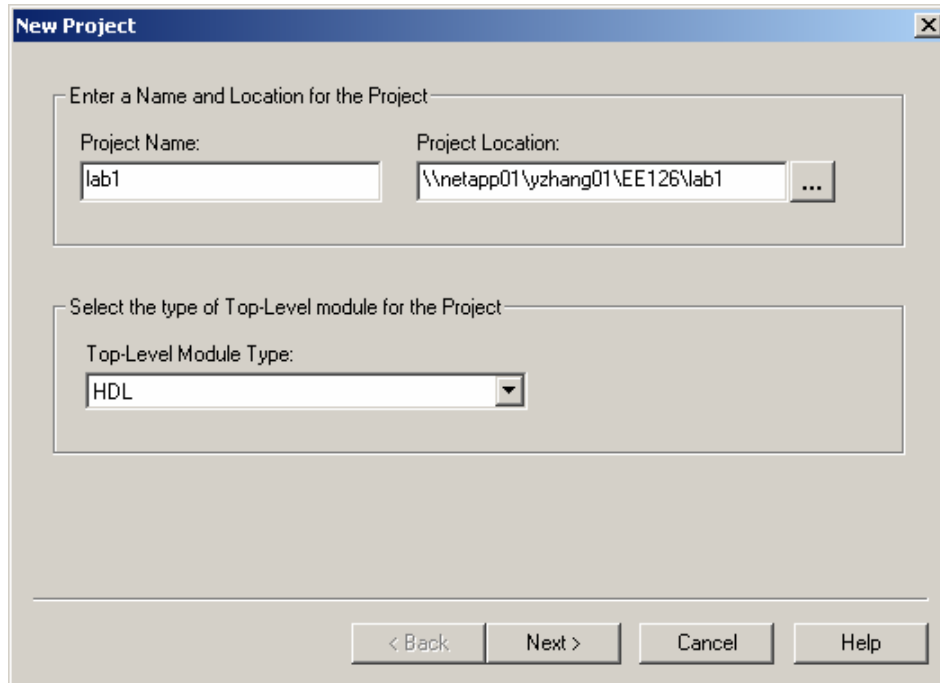 New Project
Enter a Name and Location for the Project
Project Name:
Project Location:
lab1
\\netapp01\yzhang01\EE126\lab1
...
Select the type of Top-Level module for the Project
Top-Level Module Type:
HDL
< Back
Next >
Cancel
Help